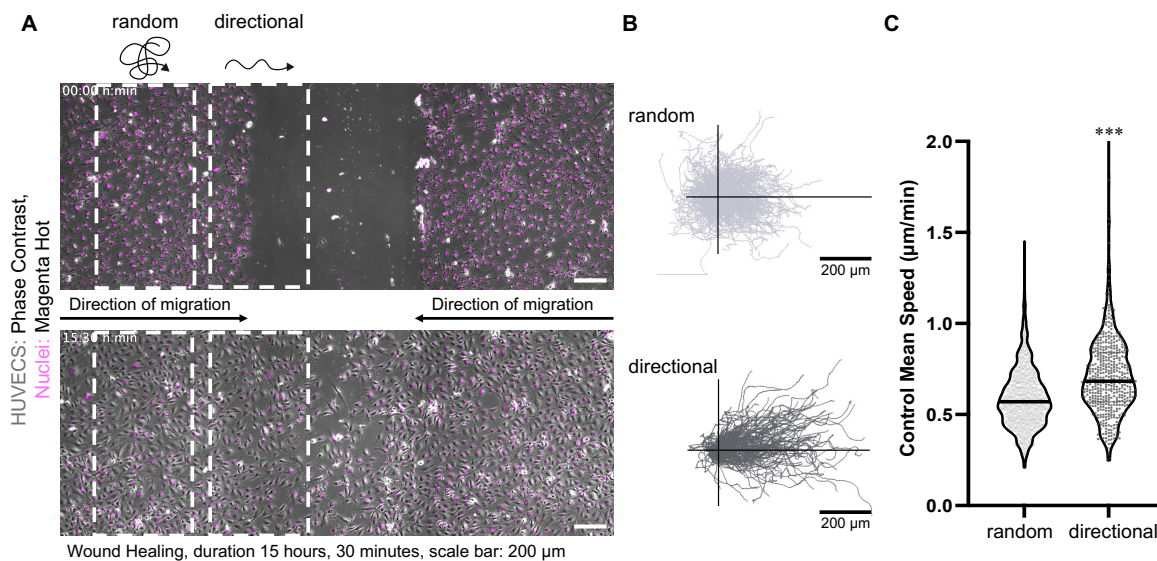 A
random
directional
00:00 h:min
HUVECS: Phase Contrast,
Nuclei: Magenta Hot
Direction of migration
Direction of migration
15:30 h:min
Wound Healing, duration 15 hours, 30 minutes, scale bar: 200 µm
B
random
200 µm
directional
200 µm
C
Control Mean Speed (µm/min)
2.0
1.5
1.0
0.5
0.0
***
random
directional